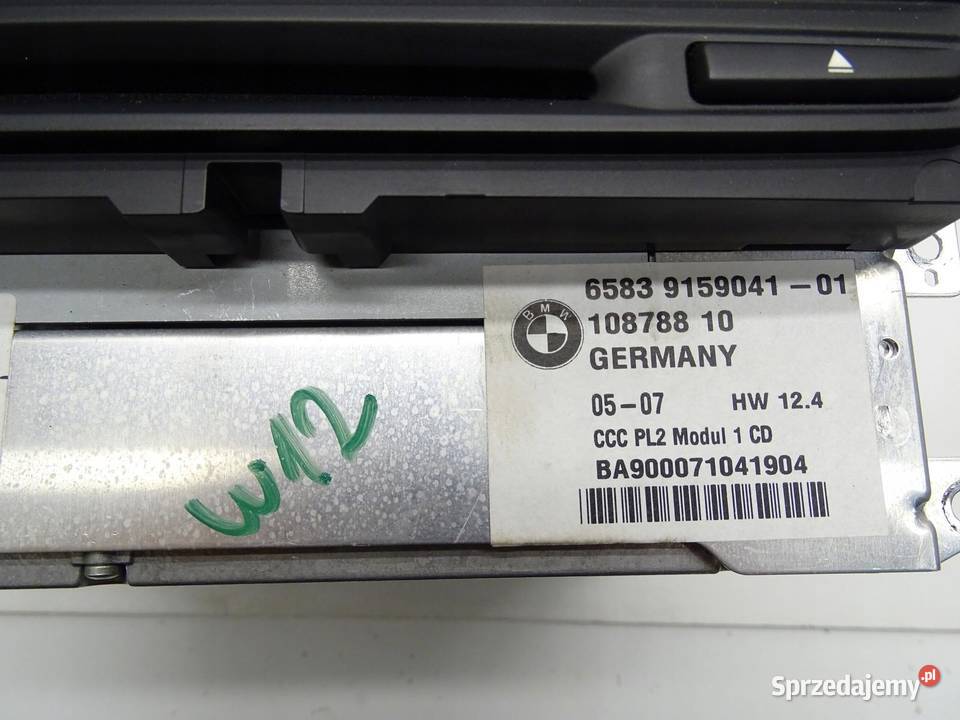 6583 9159041-01
BMW
108788 10
GERMANY
05-07 HW 12.4
CCC PL2 Modul 1 CD
BA900071041904
W12
Sprzedajemy.pl